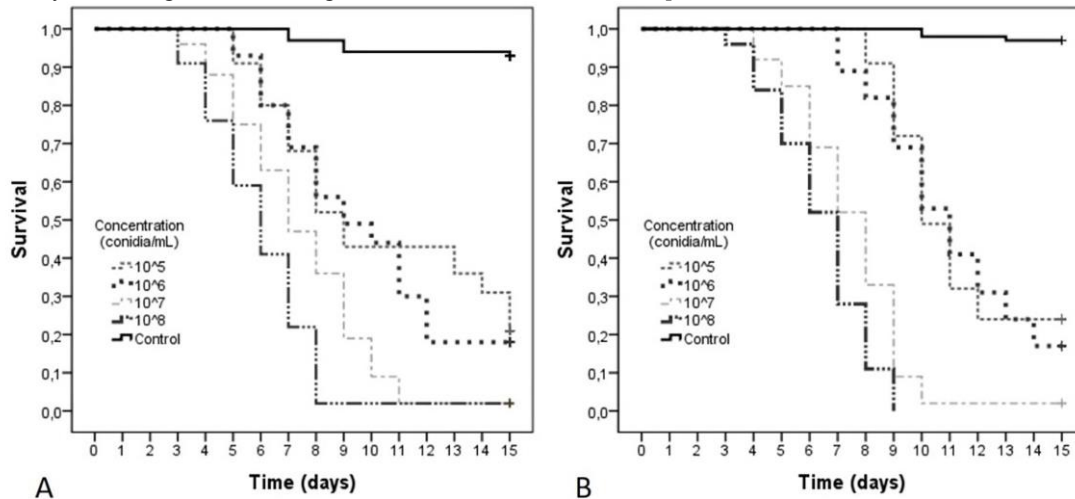 1,0
0,9
0,8
0,7
0,6
0,5
0,4
0,3
0,2
0,1
0,0
Survival
Concentration
(conidia/mL)
10^5
10^6
10^7
10^8
Control
0 1 2 3 4 5 6 7 8 9 10 11 12 13 14 15
Time (days)
A
1,0
0,9
0,8
0,7
0,6
0,5
0,4
0,3
0,2
0,1
0,0
Survival
Concentration
(conidia/mL)
10^5
10^6
10^7
10^8
Control
0 1 2 3 4 5 6 7 8 9 10 11 12 13 14 15
Time (days)
B